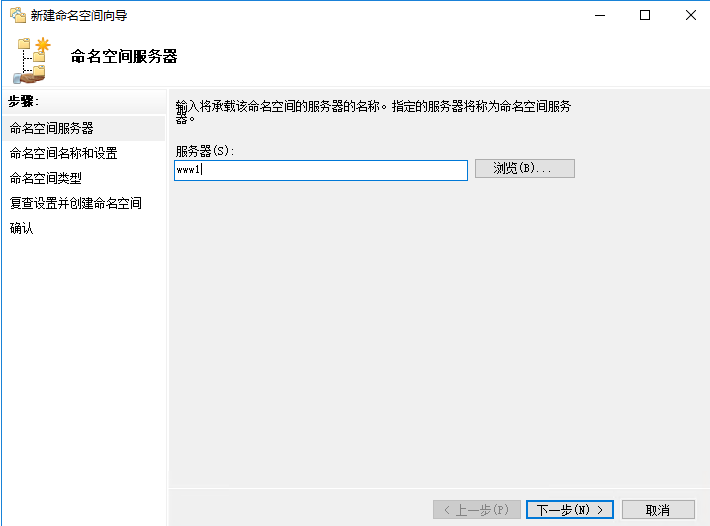 新建命名空间向导
命名空间服务器
步骤:
命名空间服务器
命名空间名称和设置
命名空间类型
复查设置并创建命名空间
确认
输入将承载该命名空间的服务器的名称。指定的服务器将称为命名空间服务
器。
服务器(S):
www1
浏览(B)...
< 上一步(P)
下一步(N) >
取消